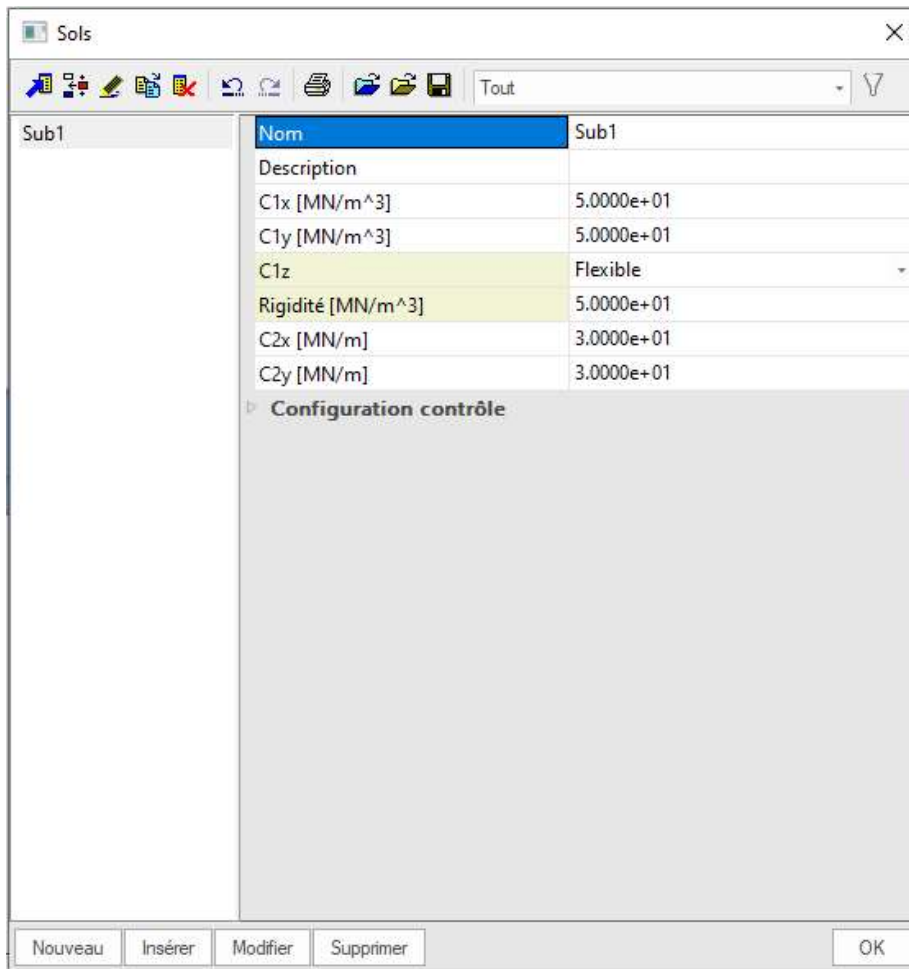 Sols
Tout
Sub1
Nom Sub1
Description
C1x [MN/m^3] 5.0000e+01
C1y [MN/m^3] 5.0000e+01
C1z Flexible
Rigidité [MN/m^3] 5.0000e+01
C2x [MN/m] 3.0000e+01
C2y [MN/m] 3.0000e+01
Configuration contrôle
Nouveau Insérer Modifier Supprimer OK